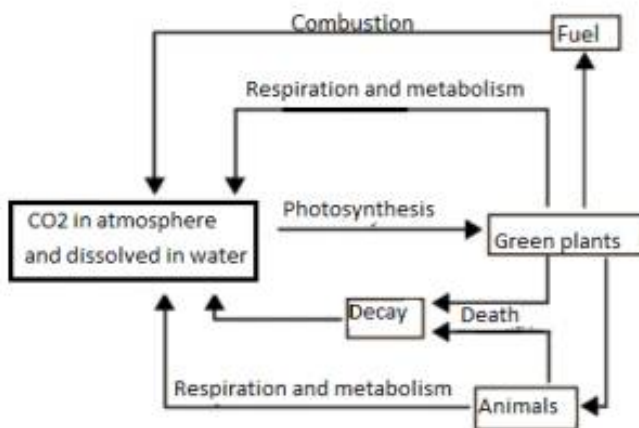 Combustion
Fuel
Respiration and metabolism
CO2 in atmosphere
and dissolved in water
Photosynthesis
Green plants
Decay
Death
Respiration and metabolism
Animals